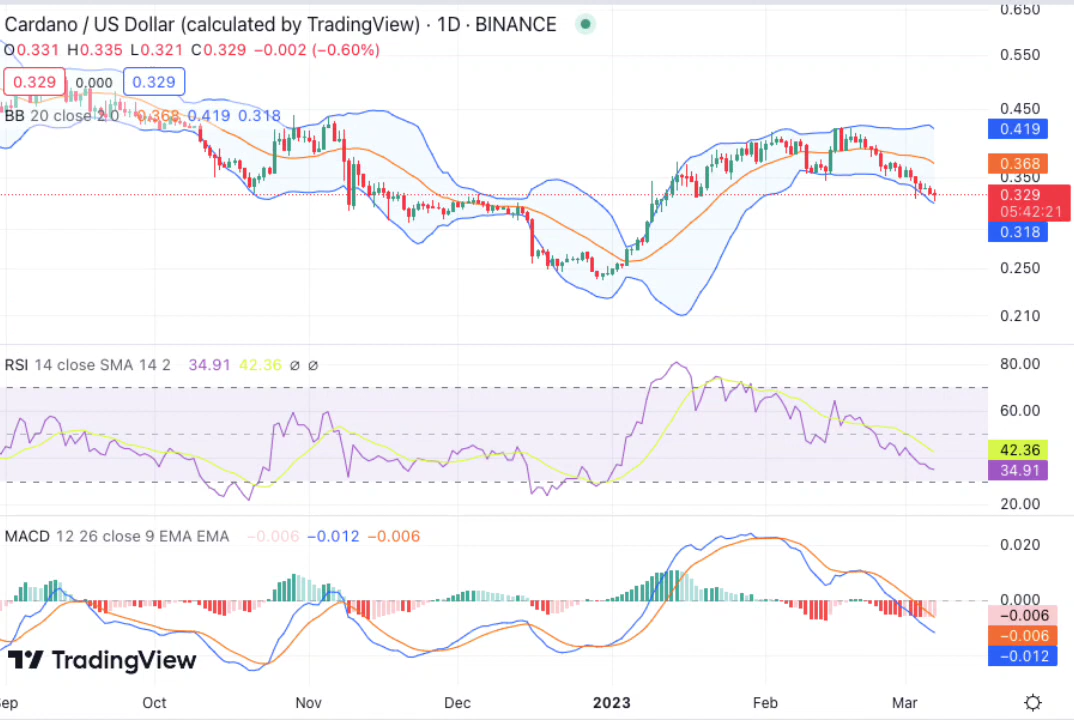 Cardano / US Dollar (calculated by TradingView) · 1D · BINANCE
O0.331 H0.335 L0.321 C0.329 −0.002 (−0.60%)
0.329 0.000 0.329
BB 20 close 2 0 0.368 0.419 0.318
0.650
0.550
0.450
0.419
0.368
0.350
0.329
05:42:21
0.318
0.250
0.210
RSI 14 close SMA 14 2 34.91 42.36 ∅ ∅
80.00
60.00
42.36
34.91
20.00
MACD 12 26 close 9 EMA EMA −0.006 −0.012 −0.006
0.020
0.000
−0.006
−0.006
−0.012
TradingView
ep Oct Nov Dec 2023 Feb Mar